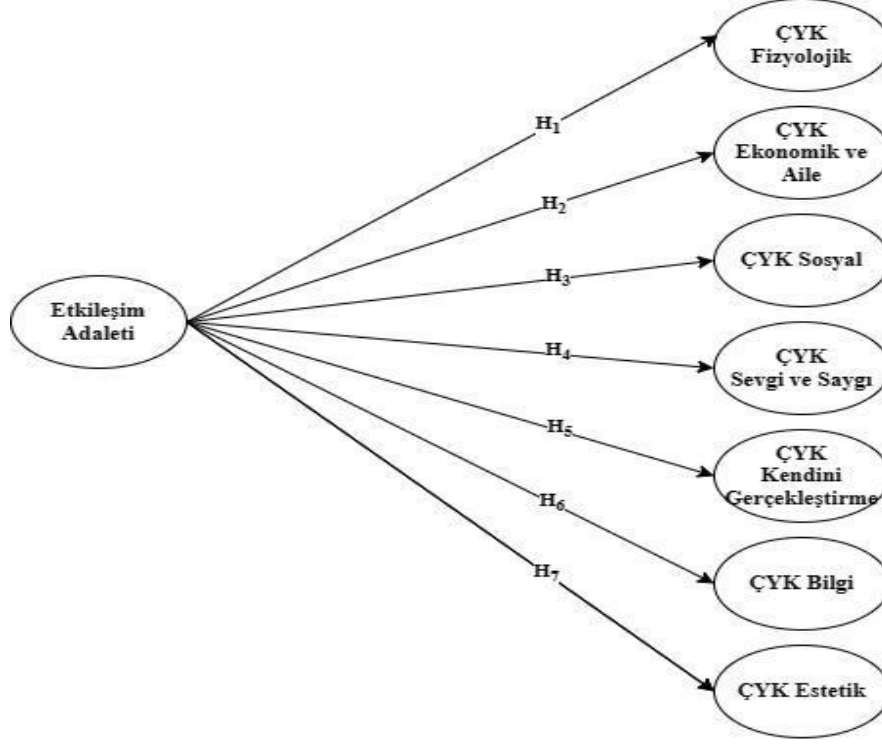 ÇYK
Fizyolojik
H1
ÇYK
Ekonomik ve
Aile
H2
ÇYK Sosyal
H3
Etkileşim
Adaleti
H4
ÇYK
Sevgi ve Saygı
H5
ÇYK
Kendini
Gerçekleştirme
H6
ÇYK Bilgi
H7
ÇYK Estetik